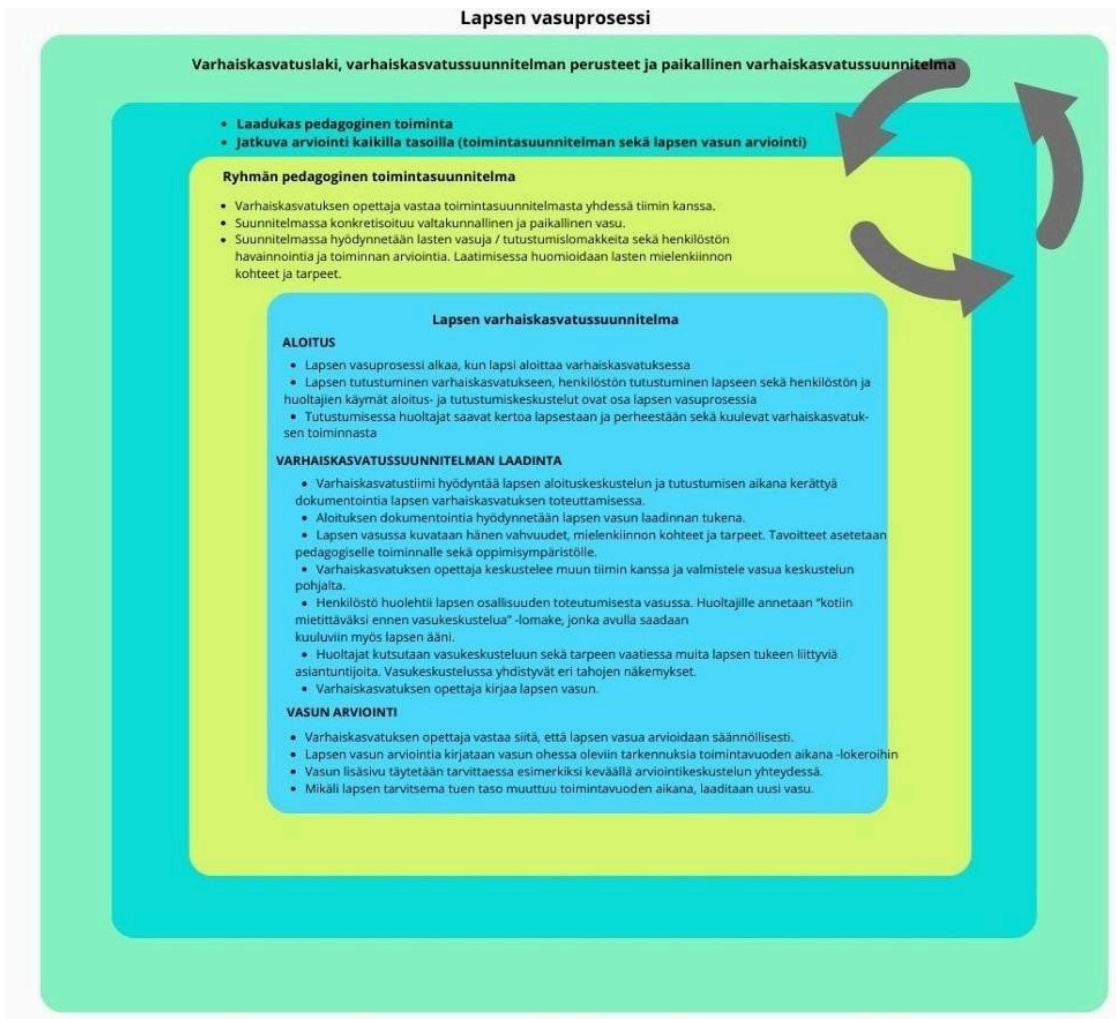 Lapsen vasuprosessi
Varhaiskasvatuslaki, varhaiskasvatussuunnitelman perusteet ja paikallinen varhaiskasvatussuunnitelma
• Laadukas pedagoginen toiminta
• Jatkuva arviointi kaikilla tasoilla (toimintasuunnitelman sekä lapsen vasun arviointi)
Ryhmän pedagoginen toimintasuunnitelma
• Varhaiskasvatuksen opettaja vastaa toimintasuunnitelmasta yhdessä tiimin kanssa.
• Suunnitelmassa konkretisoituu valtakunnallinen ja paikallinen vasu.
• Suunnitelmassa hyödynnetään lasten vasuja / tutustumislomakkeita sekä henkilöstön
havainnointia ja toiminnan arviointia. Laatimisessa huomioidaan lasten mielenkiinnon
kohteet ja tarpeet.
Lapsen varhaiskasvatussuunnitelma
ALOITUS
• Lapsen vasuprosessi alkaa, kun lapsi aloittaa varhaiskasvatuksessa
• Lapsen tutustuminen varhaiskasvatukseen, henkilöstön tutustuminen lapseen sekä henkilöstön ja
huoltajien käymät aloitus- ja tutustumiskeskustelut ovat osa lapsen vasuprosessia
• Tutustumisessa huoltajat saavat kertoa lapsestaan ja perheestään sekä kuulevat varhaiskasvatuk-
sen toiminnasta
VARHAISKASVATUSSUUNNITELMAN LAADINTA
• Varhaiskasvatustiimi hyödyntää lapsen aloituskeskustelun ja tutustumisen aikana kerättyä
dokumentointia lapsen varhaiskasvatuksen toteuttamisessa.
• Aloituksen dokumentointia hyödynnetään lapsen vasun laadinnan tukena.
• Lapsen vasussa kuvataan hänen vahvuudet, mielenkiinnon kohteet ja tarpeet. Tavoitteet asetetaan
pedagogiselle toiminnalle sekä oppimisympäristölle.
• Varhaiskasvatuksen opettaja keskustelee muun tiimin kanssa ja valmistele vasua keskustelun
pohjalta.
• Henkilöstö huolehtii lapsen osallisuuden toteutumisesta vasussa. Huoltajille annetaan “kotiin
mietittäväksi ennen vasukeskustelua” -lomake, jonka avulla saadaan
kuuluviin myös lapsen ääni.
• Huoltajat kutsutaan vasukeskusteluun sekä tarpeen vaatiessa muita lapsen tukeen liittyviä
asiantuntijoita. Vasukeskustelussa yhdistyvät eri tahojen näkemykset.
• Varhaiskasvatuksen opettaja kirjaa lapsen vasun.
VASUN ARVIOINTI
• Varhaiskasvatuksen opettaja vastaa siitä, että lapsen vasua arvioidaan säännöllisesti.
• Lapsen vasun arviointia kirjataan vasun ohessa oleviin tarkennuksia toimintavuoden aikana -lokeroihin
• Vasun lisäsivu täytetään tarvittaessa esimerkiksi keväällä arviointikeskustelun yhteydessä.
• Mikäli lapsen tarvitsema tuen taso muuttuu toimintavuoden aikana, laaditaan uusi vasu.